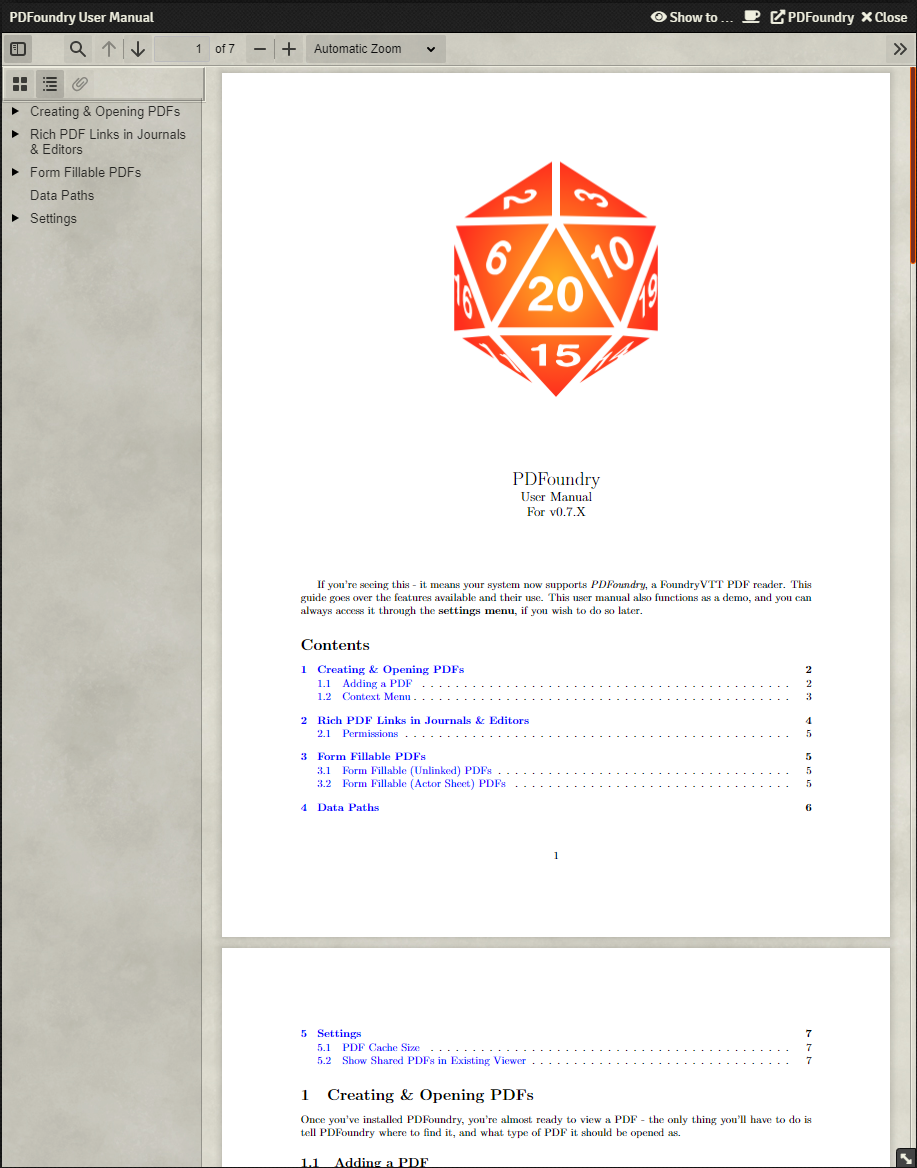 PDFoundry User Manual
Show to ... PDFoundry Close
1 of 7 Automatic Zoom
Creating & Opening PDFs
Rich PDF Links in Journals
& Editors
Form Fillable PDFs
Data Paths
Settings
2 3
6 10
16 20 19
15
PDFoundry
User Manual
For v0.7.X
If you're seeing this - it means your system now supports PDFoundry, a FoundryVTT PDF reader. This
guide goes over the features available and their use. This user manual also functions as a demo, and you can
always access it through the settings menu, if you wish to do so later.
Contents
1 Creating & Opening PDFs 2
1.1 Adding a PDF . . . . . . . . . . . . . . . . . . . . . . . . . . . . . . . . . . . . . . . . . . . . 2
1.2 Context Menu . . . . . . . . . . . . . . . . . . . . . . . . . . . . . . . . . . . . . . . . . . . . 3
2 Rich PDF Links in Journals & Editors 4
2.1 Permissions . . . . . . . . . . . . . . . . . . . . . . . . . . . . . . . . . . . . . . . . . . . . . 5
3 Form Fillable PDFs 5
3.1 Form Fillable (Unlinked) PDFs . . . . . . . . . . . . . . . . . . . . . . . . . . . . . . . . . . 5
3.2 Form Fillable (Actor Sheet) PDFs . . . . . . . . . . . . . . . . . . . . . . . . . . . . . . . . 5
4 Data Paths 6
1
5 Settings 7
5.1 PDF Cache Size . . . . . . . . . . . . . . . . . . . . . . . . . . . . . . . . . . . . . . . . . . . 7
5.2 Show Shared PDFs in Existing Viewer . . . . . . . . . . . . . . . . . . . . . . . . . . . . . . 7
1 Creating & Opening PDFs
Once you've installed PDFoundry, you're almost ready to view a PDF - the only thing you'll have to do is
tell PDFoundry where to find it, and what type of PDF it should be opened as.
1.1 Adding a PDF